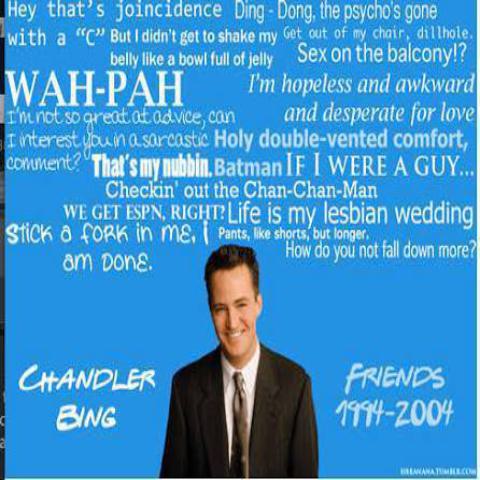 Hey that's joincidence Ding - Dong, the psycho's gone
with a "C" But I didn't get to shake my Get out of my chair, dillhole.
belly like a bowl full of jelly Sex on the balcony!?
WAH-PAH I'm hopeless and awkward
I'm not so great at advice, can and desperate for love
I interest you in a sarcastic Holy double-vented comfort,
comment? That's my nubbin. Batman IF I WERE A GUY...
Checkin' out the Chan-Chan-Man
WE GET ESPN, RIGHT? Life is my lesbian wedding
Stick a fork in me, i Pants, like shorts, but longer.
am done. How do you not fall down more?
CHANDLER
BING
FRIENDS
1994-2004